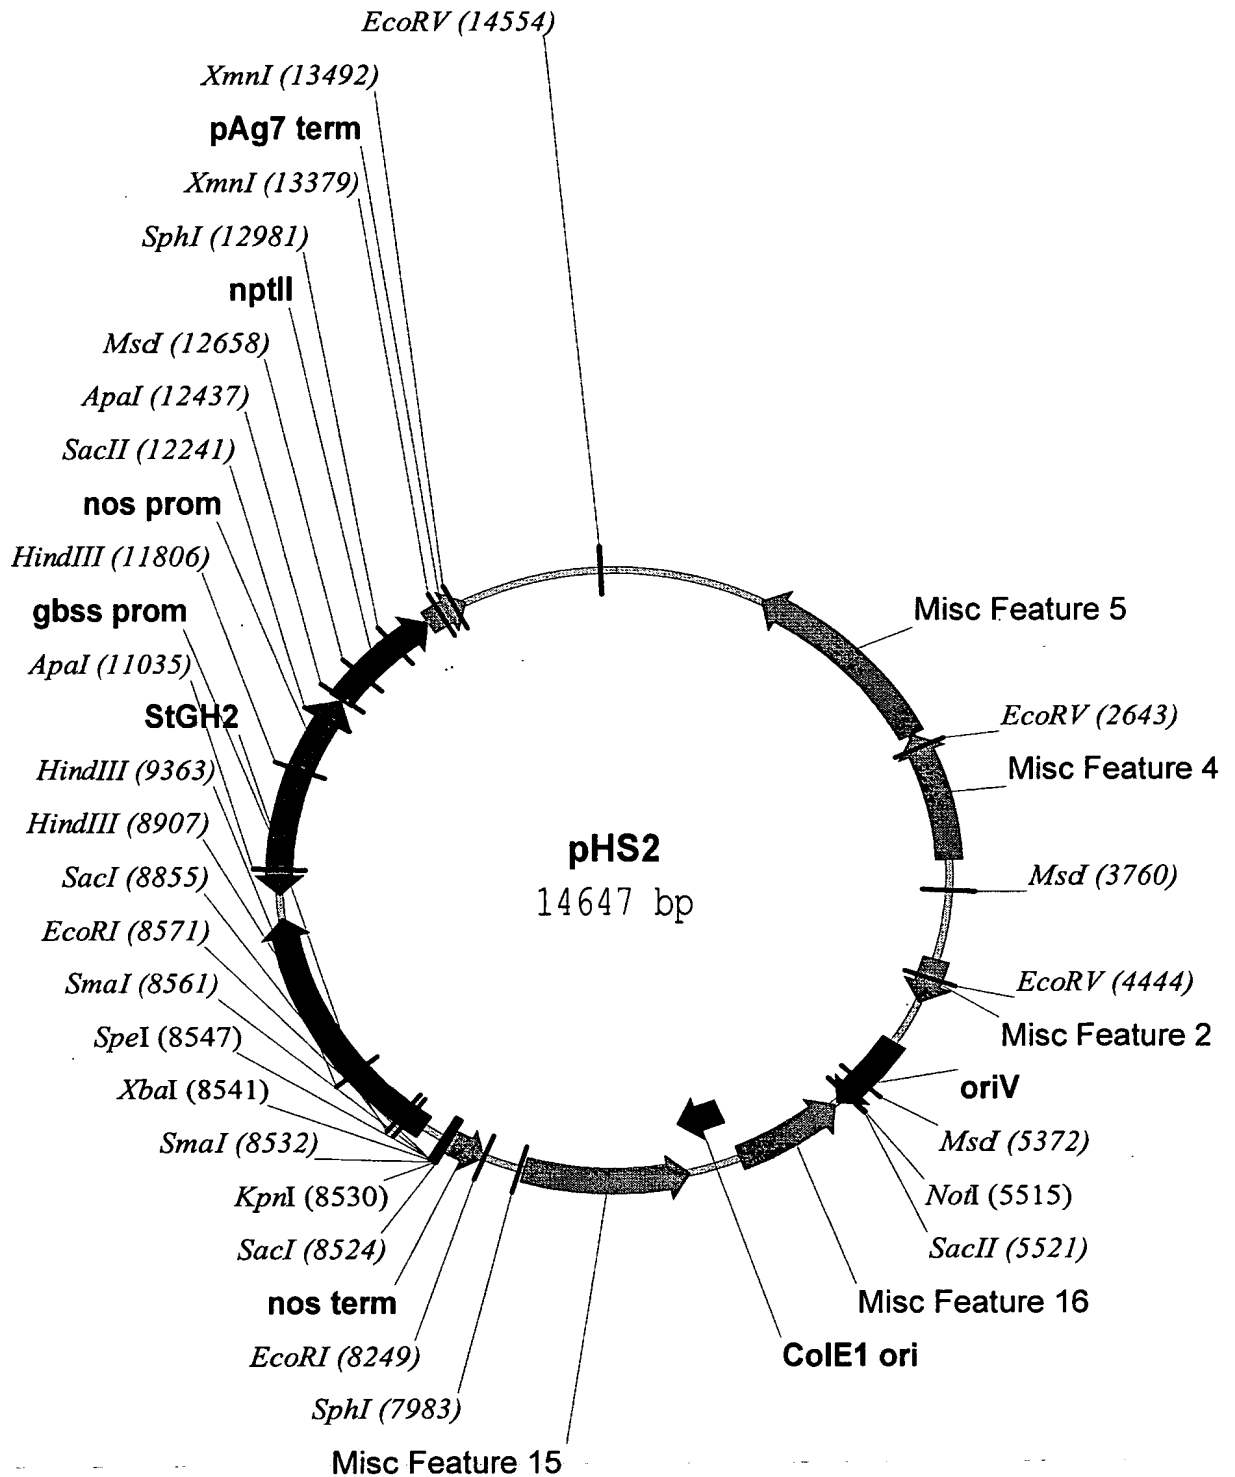 EcoRV (14554)
XmnI (13492)
pAg7 term
XmnI (13379)
SphI (12981)
nptII
MscI (12658)
ApaI (12437)
SacII (12241)
nos prom
HindIII (11806)
gbss prom
ApaI (11035)
StGH2
HindIII (9363)
HindIII (8907)
SacI (8855)
EcoRI (8571)
SmaI (8561)
SpeI (8547)
XbaI (8541)
SmaI (8532)
KpnI (8530)
SacI (8524)
nos term
EcoRI (8249)
SphI (7983)
Misc Feature 15
pHS2
14647 bp
Misc Feature 5
EcoRV (2643)
Misc Feature 4
MscI (3760)
EcoRV (4444)
Misc Feature 2
oriV
MscI (5372)
NotI (5515)
SacII (5521)
Misc Feature 16
ColE1 ori